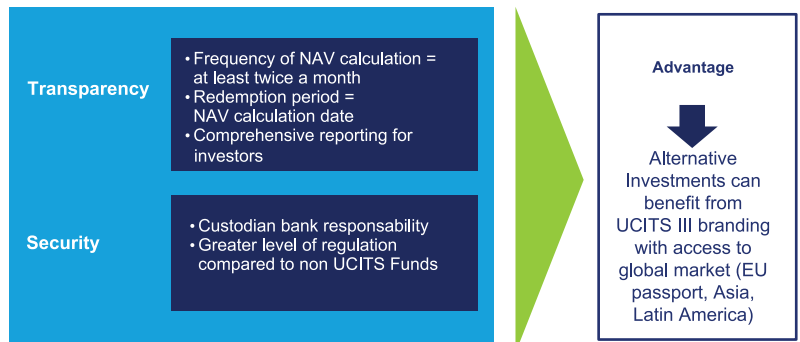 Transparency
• Frequency of NAV calculation =
at least twice a month
• Redemption period =
NAV calculation date
• Comprehensive reporting for
investors
Security
• Custodian bank responsability
• Greater level of regulation
compared to non UCITS Funds
Advantage
Alternative
Investments can
benefit from
UCITS III branding
with access to
global market (EU
passport, Asia,
Latin America)